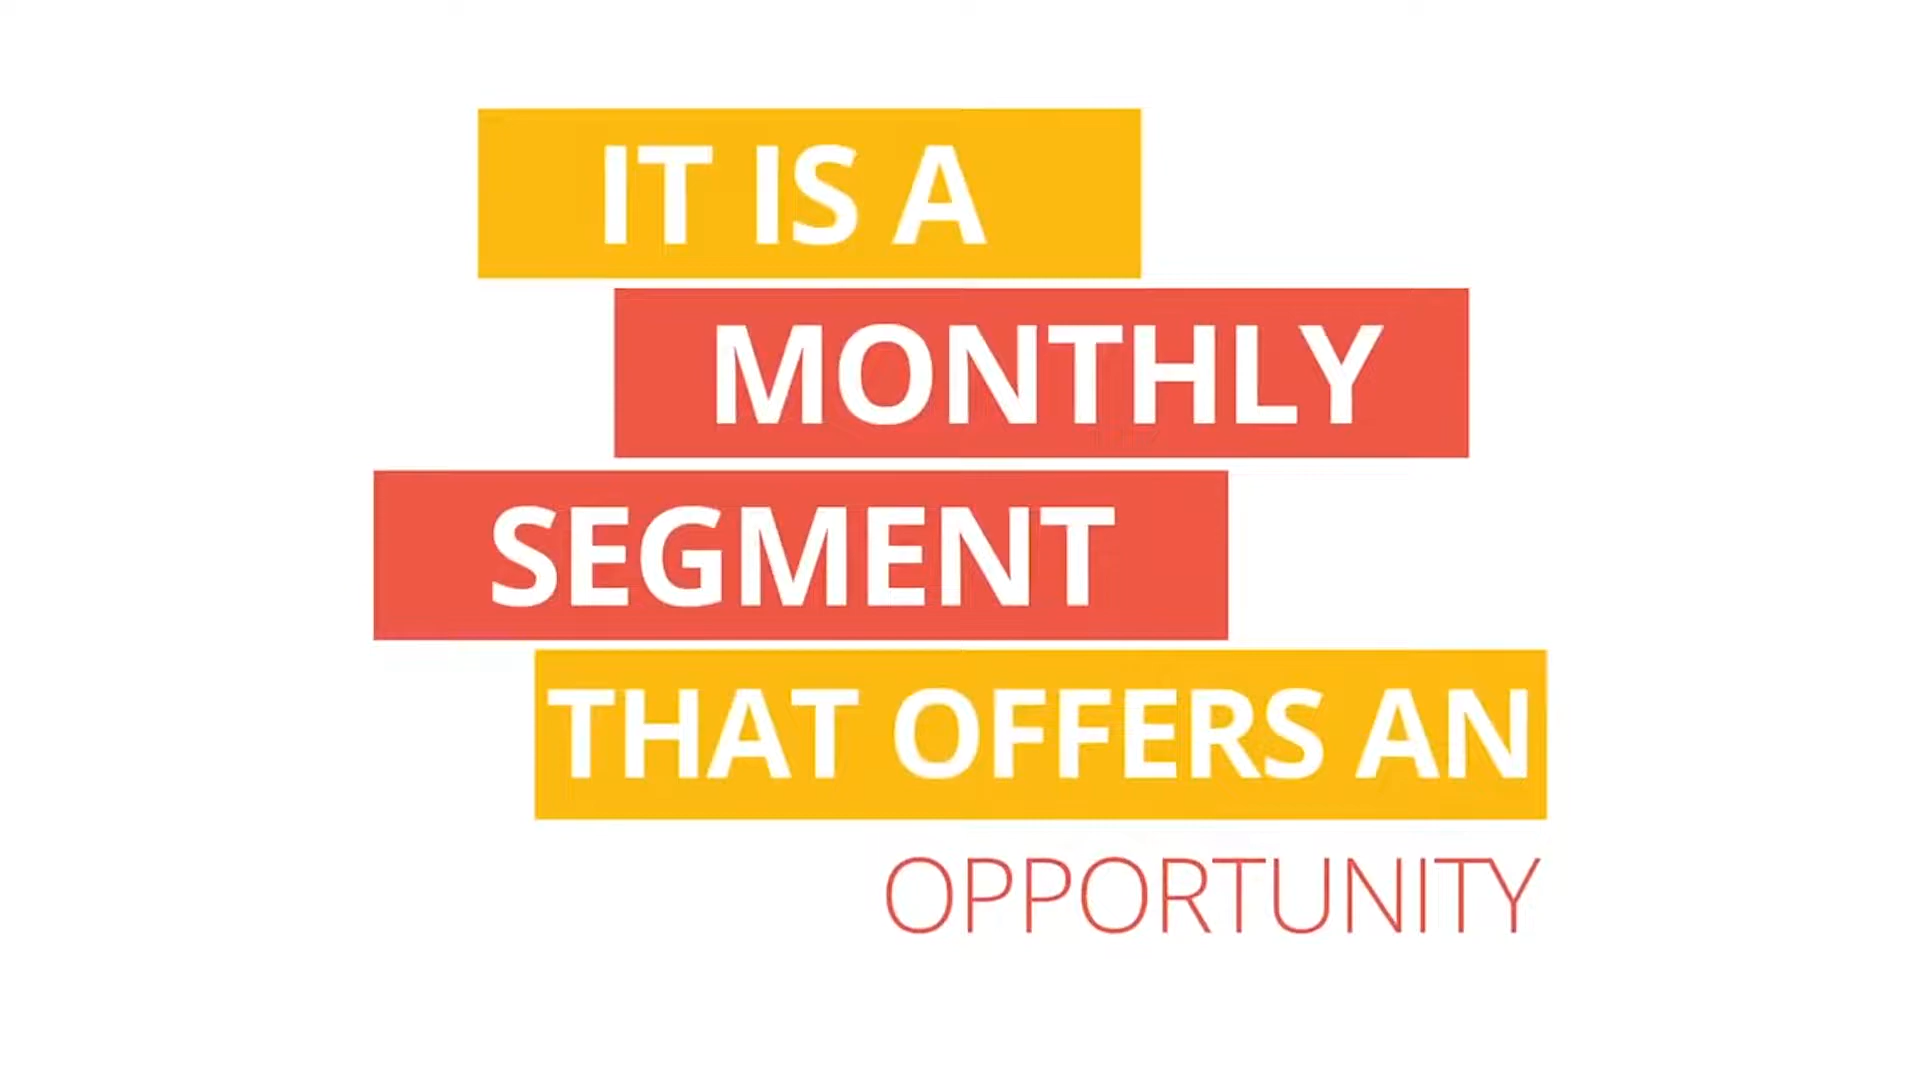 IT IS A
MONTHLY
SEGMENT
THAT OFFERS AN
OPPORTUNITY